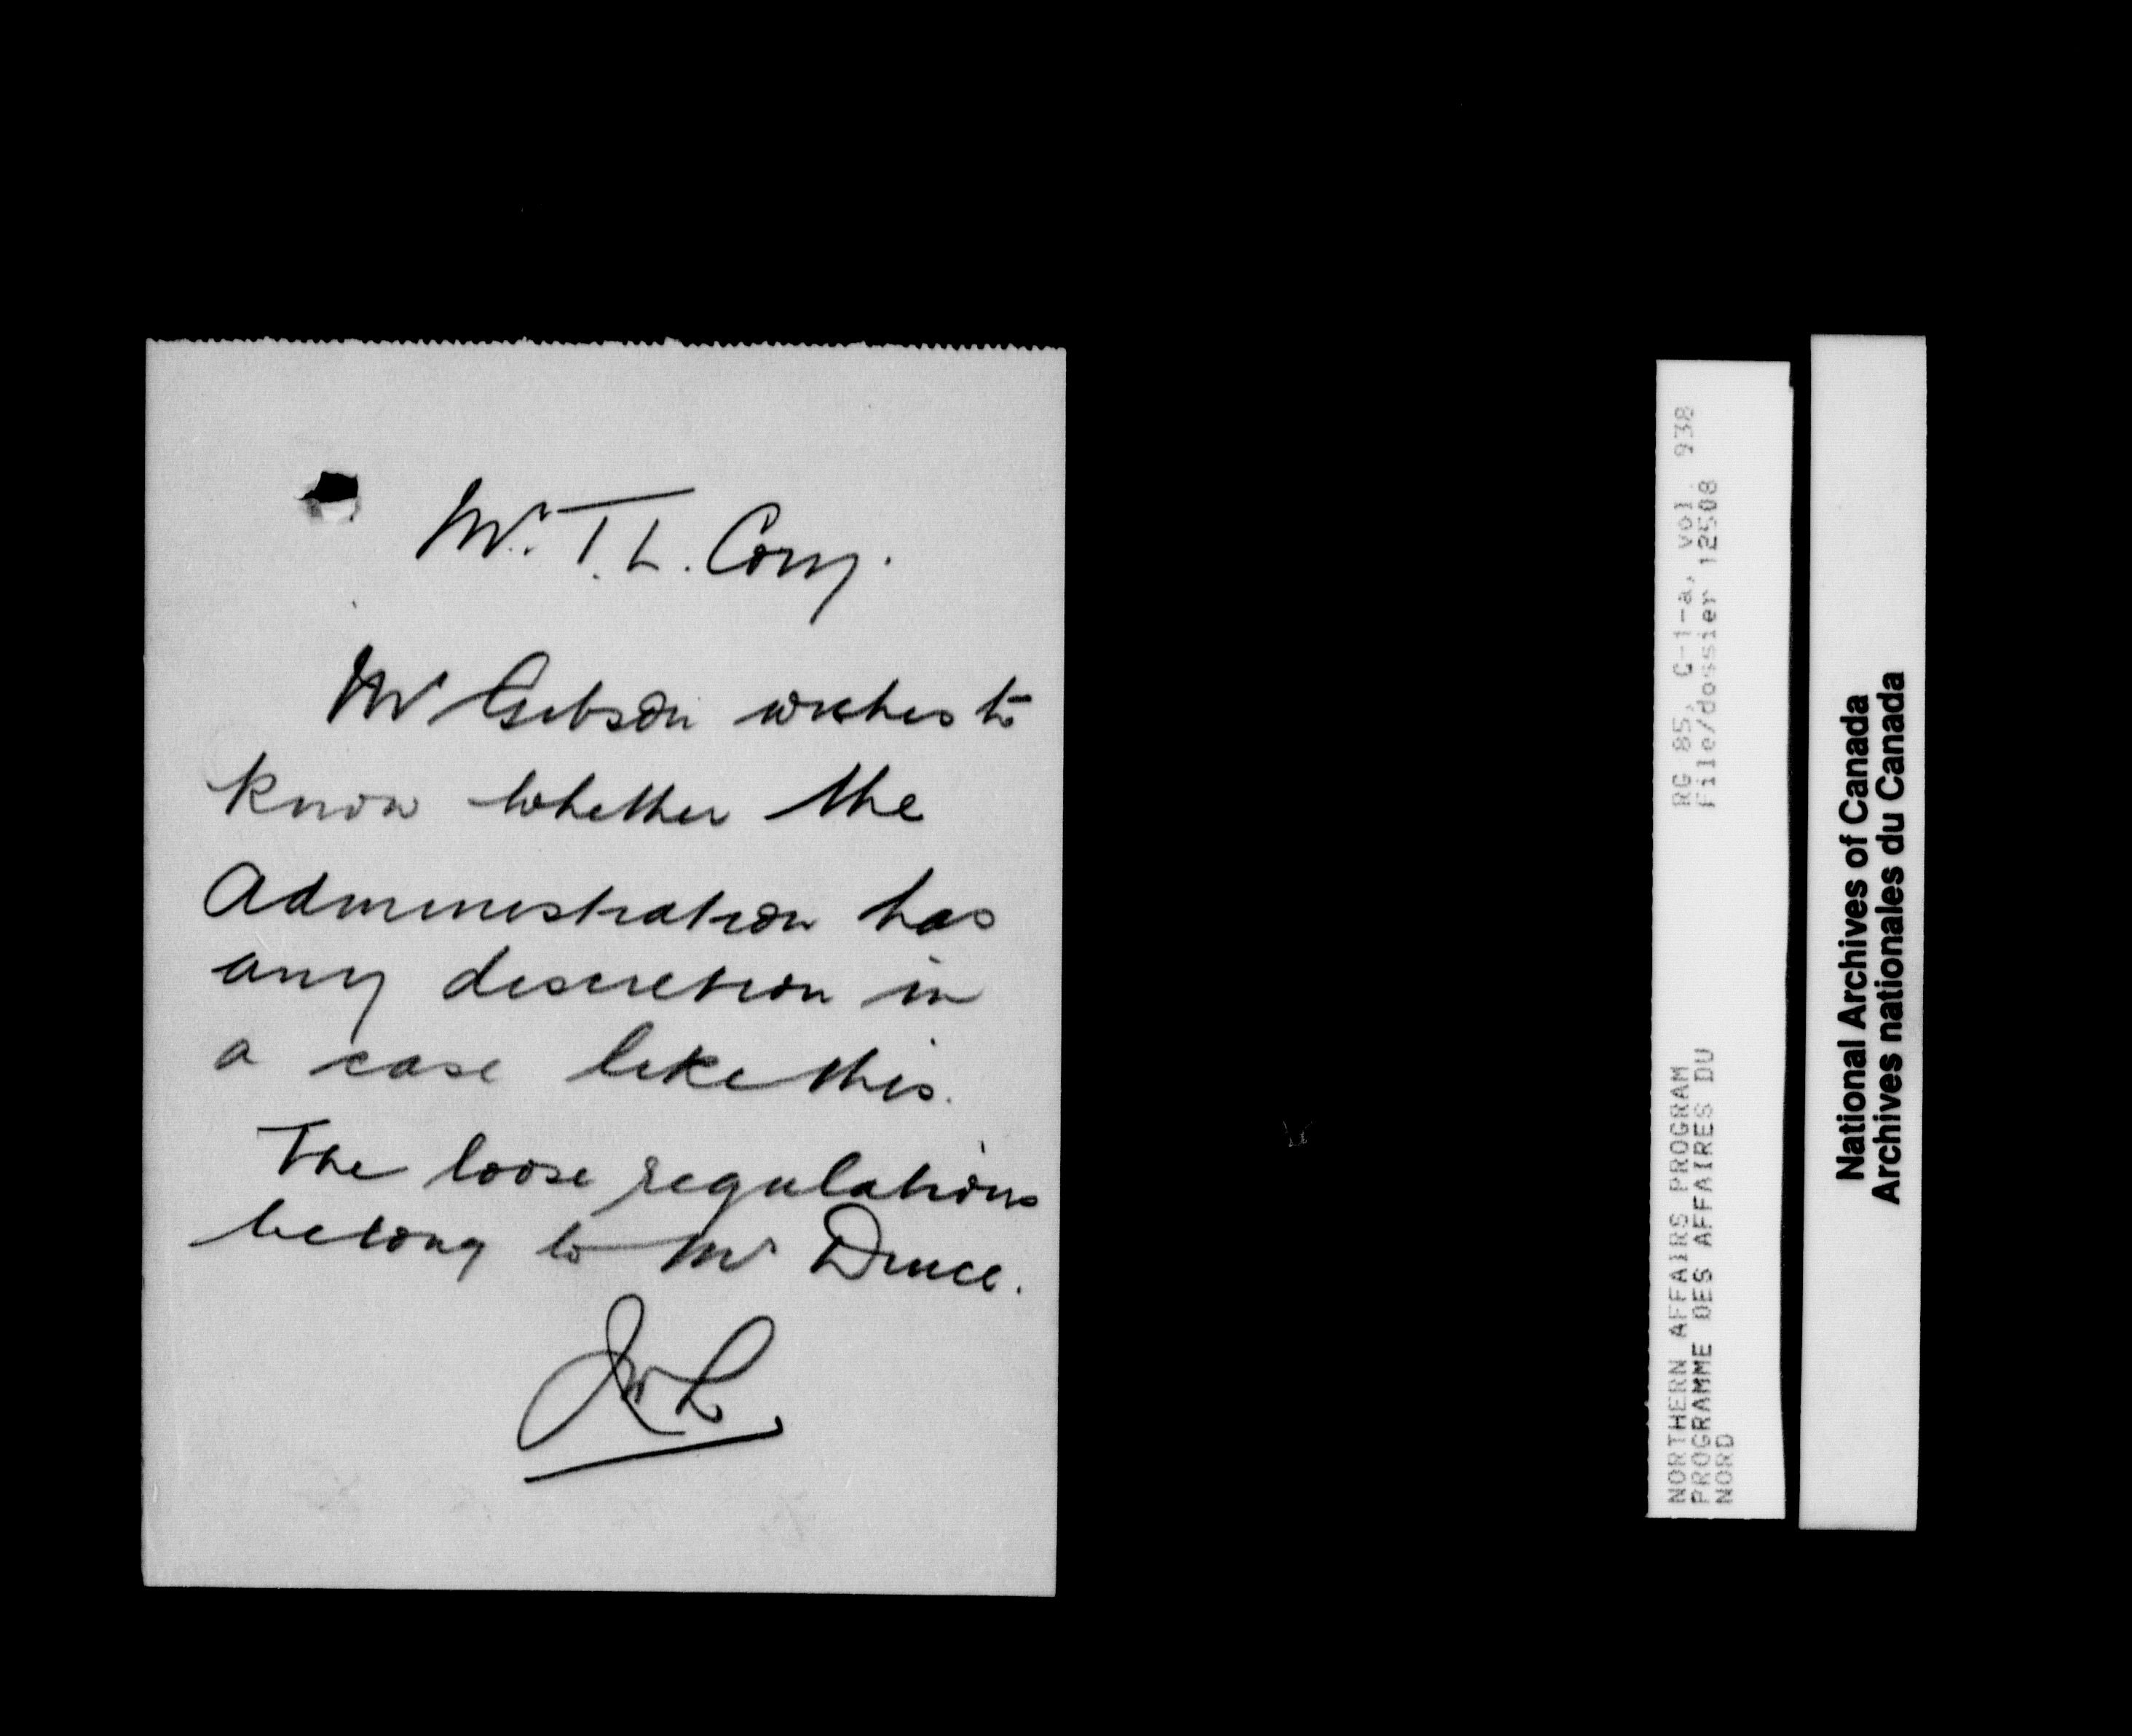 Mr. T. L. Cory.
Mr Gibson wishes to
know whether the
Administration has
any discretion in
a case like this.
The loose regulations
belong to Mr Druce.
RG 85, C-1-a, vol. 938
File/dossier 12508
NORTHERN AFFAIRS PROGRAM
PROGRAMME DES AFFAIRES DU
NORD
National Archives of Canada
Archives nationales du Canada